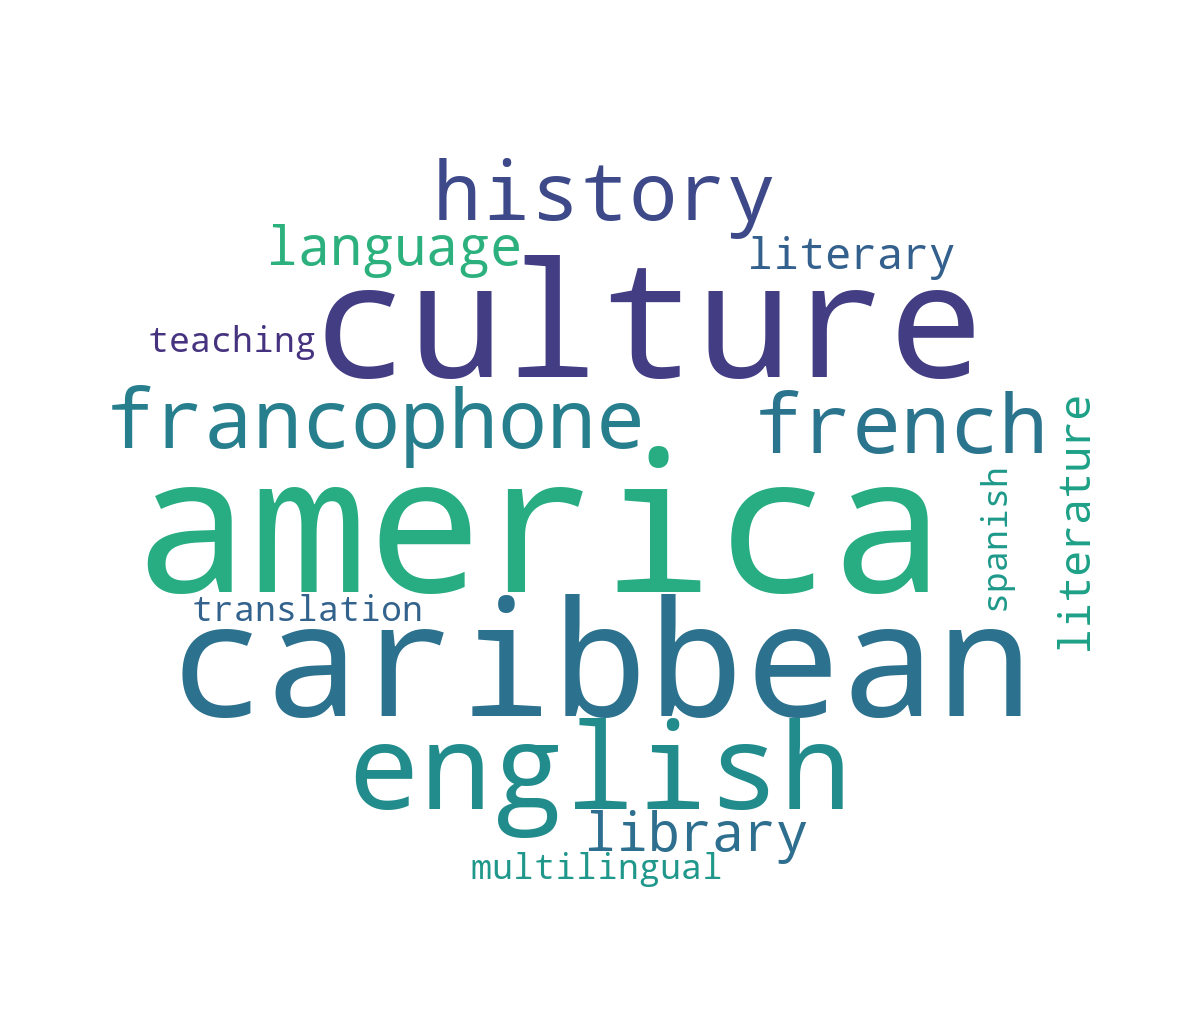 history
language
literary
culture
teaching
francophone
french
literature
america
spanish
translation
caribbean
english
library
multilingual